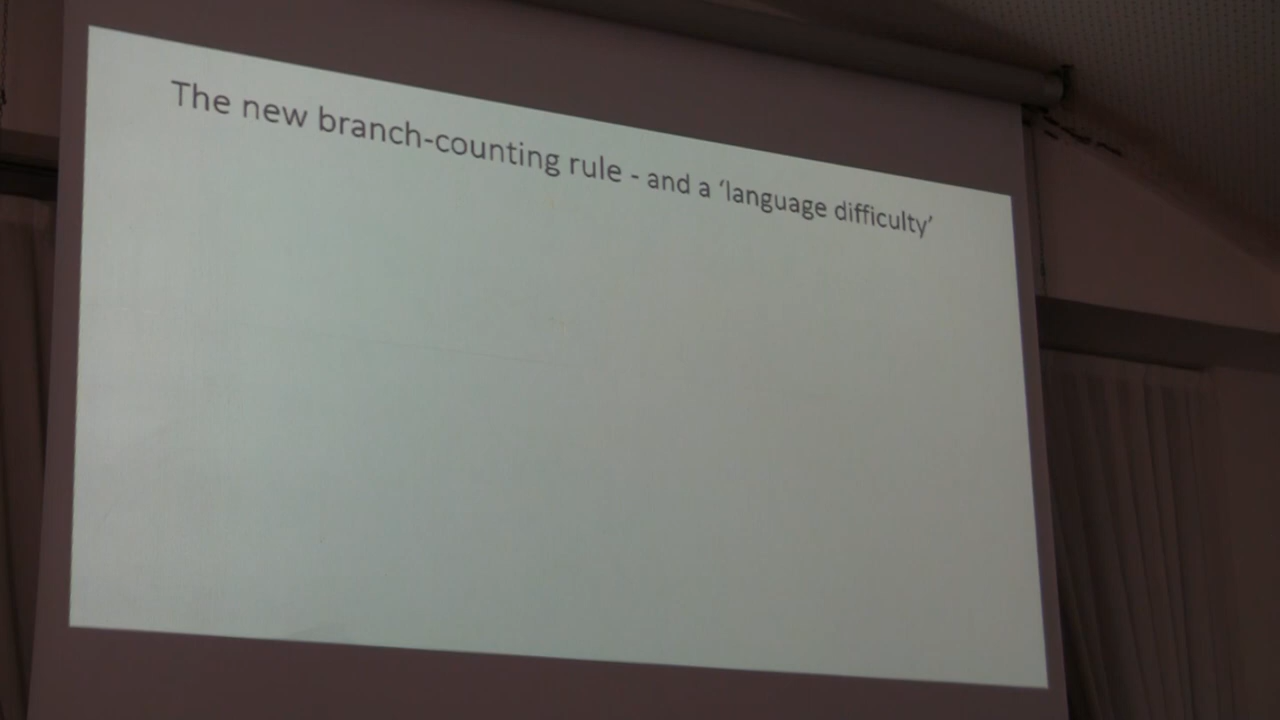 The new branch-counting rule - and a ‘language difficulty’